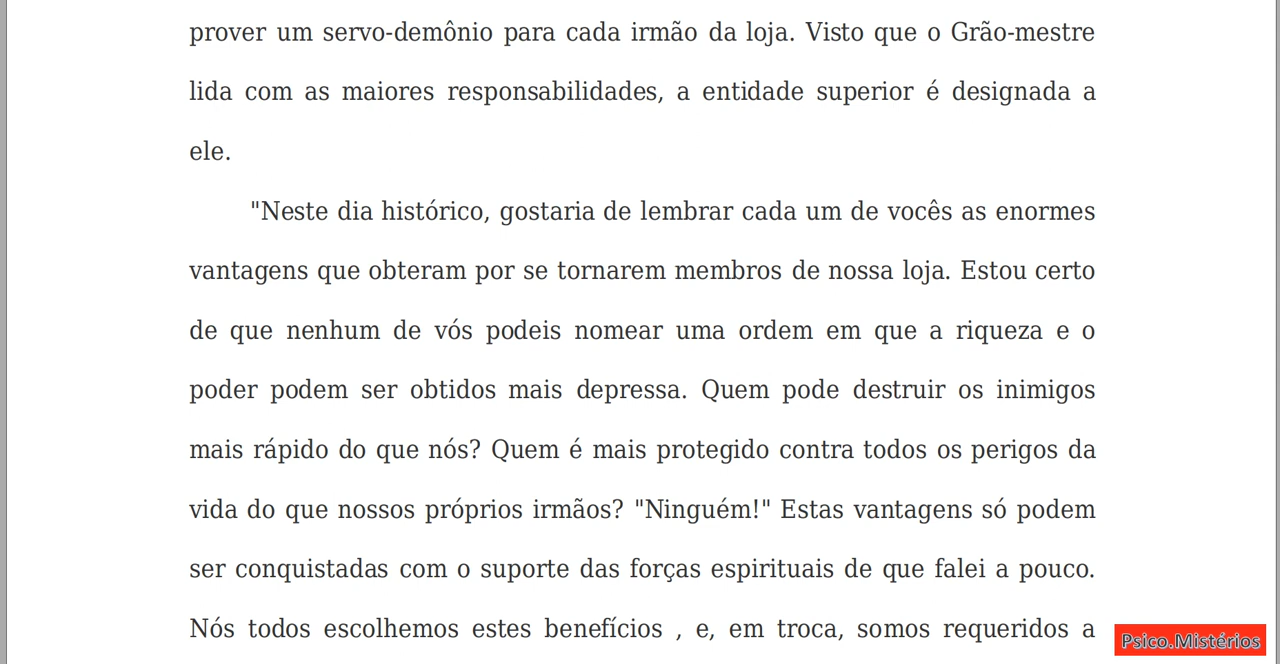 prover um servo-demônio para cada irmão da loja. Visto que o Grão-mestre
lida com as maiores responsabilidades, a entidade superior é designada a
ele.
"Neste dia histórico, gostaria de lembrar cada um de vocês as enormes
vantagens que obteram por se tornarem membros de nossa loja. Estou certo
de que nenhum de vós podeis nomear uma ordem em que a riqueza e o
poder podem ser obtidos mais depressa. Quem pode destruir os inimigos
mais rápido do que nós? Quem é mais protegido contra todos os perigos da
vida do que nossos próprios irmãos? "Ninguém!" Estas vantagens só podem
ser conquistadas com o suporte das forças espirituais de que falei a pouco.
Nós todos escolhemos estes benefícios , e, em troca, somos requeridos a
Psico.Mistérios